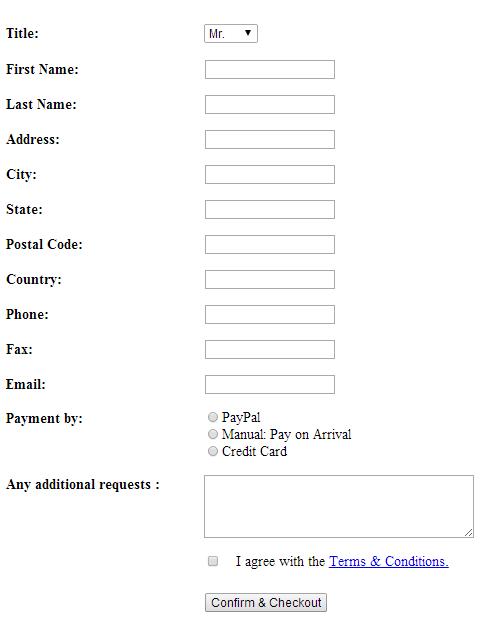 Title: Mr.
First Name:
Last Name:
Address:
City:
State:
Postal Code:
Country:
Phone:
Fax:
Email:
Payment by: PayPal
Manual: Pay on Arrival
Credit Card
Any additional requests :
I agree with the Terms & Conditions.
Confirm & Checkout